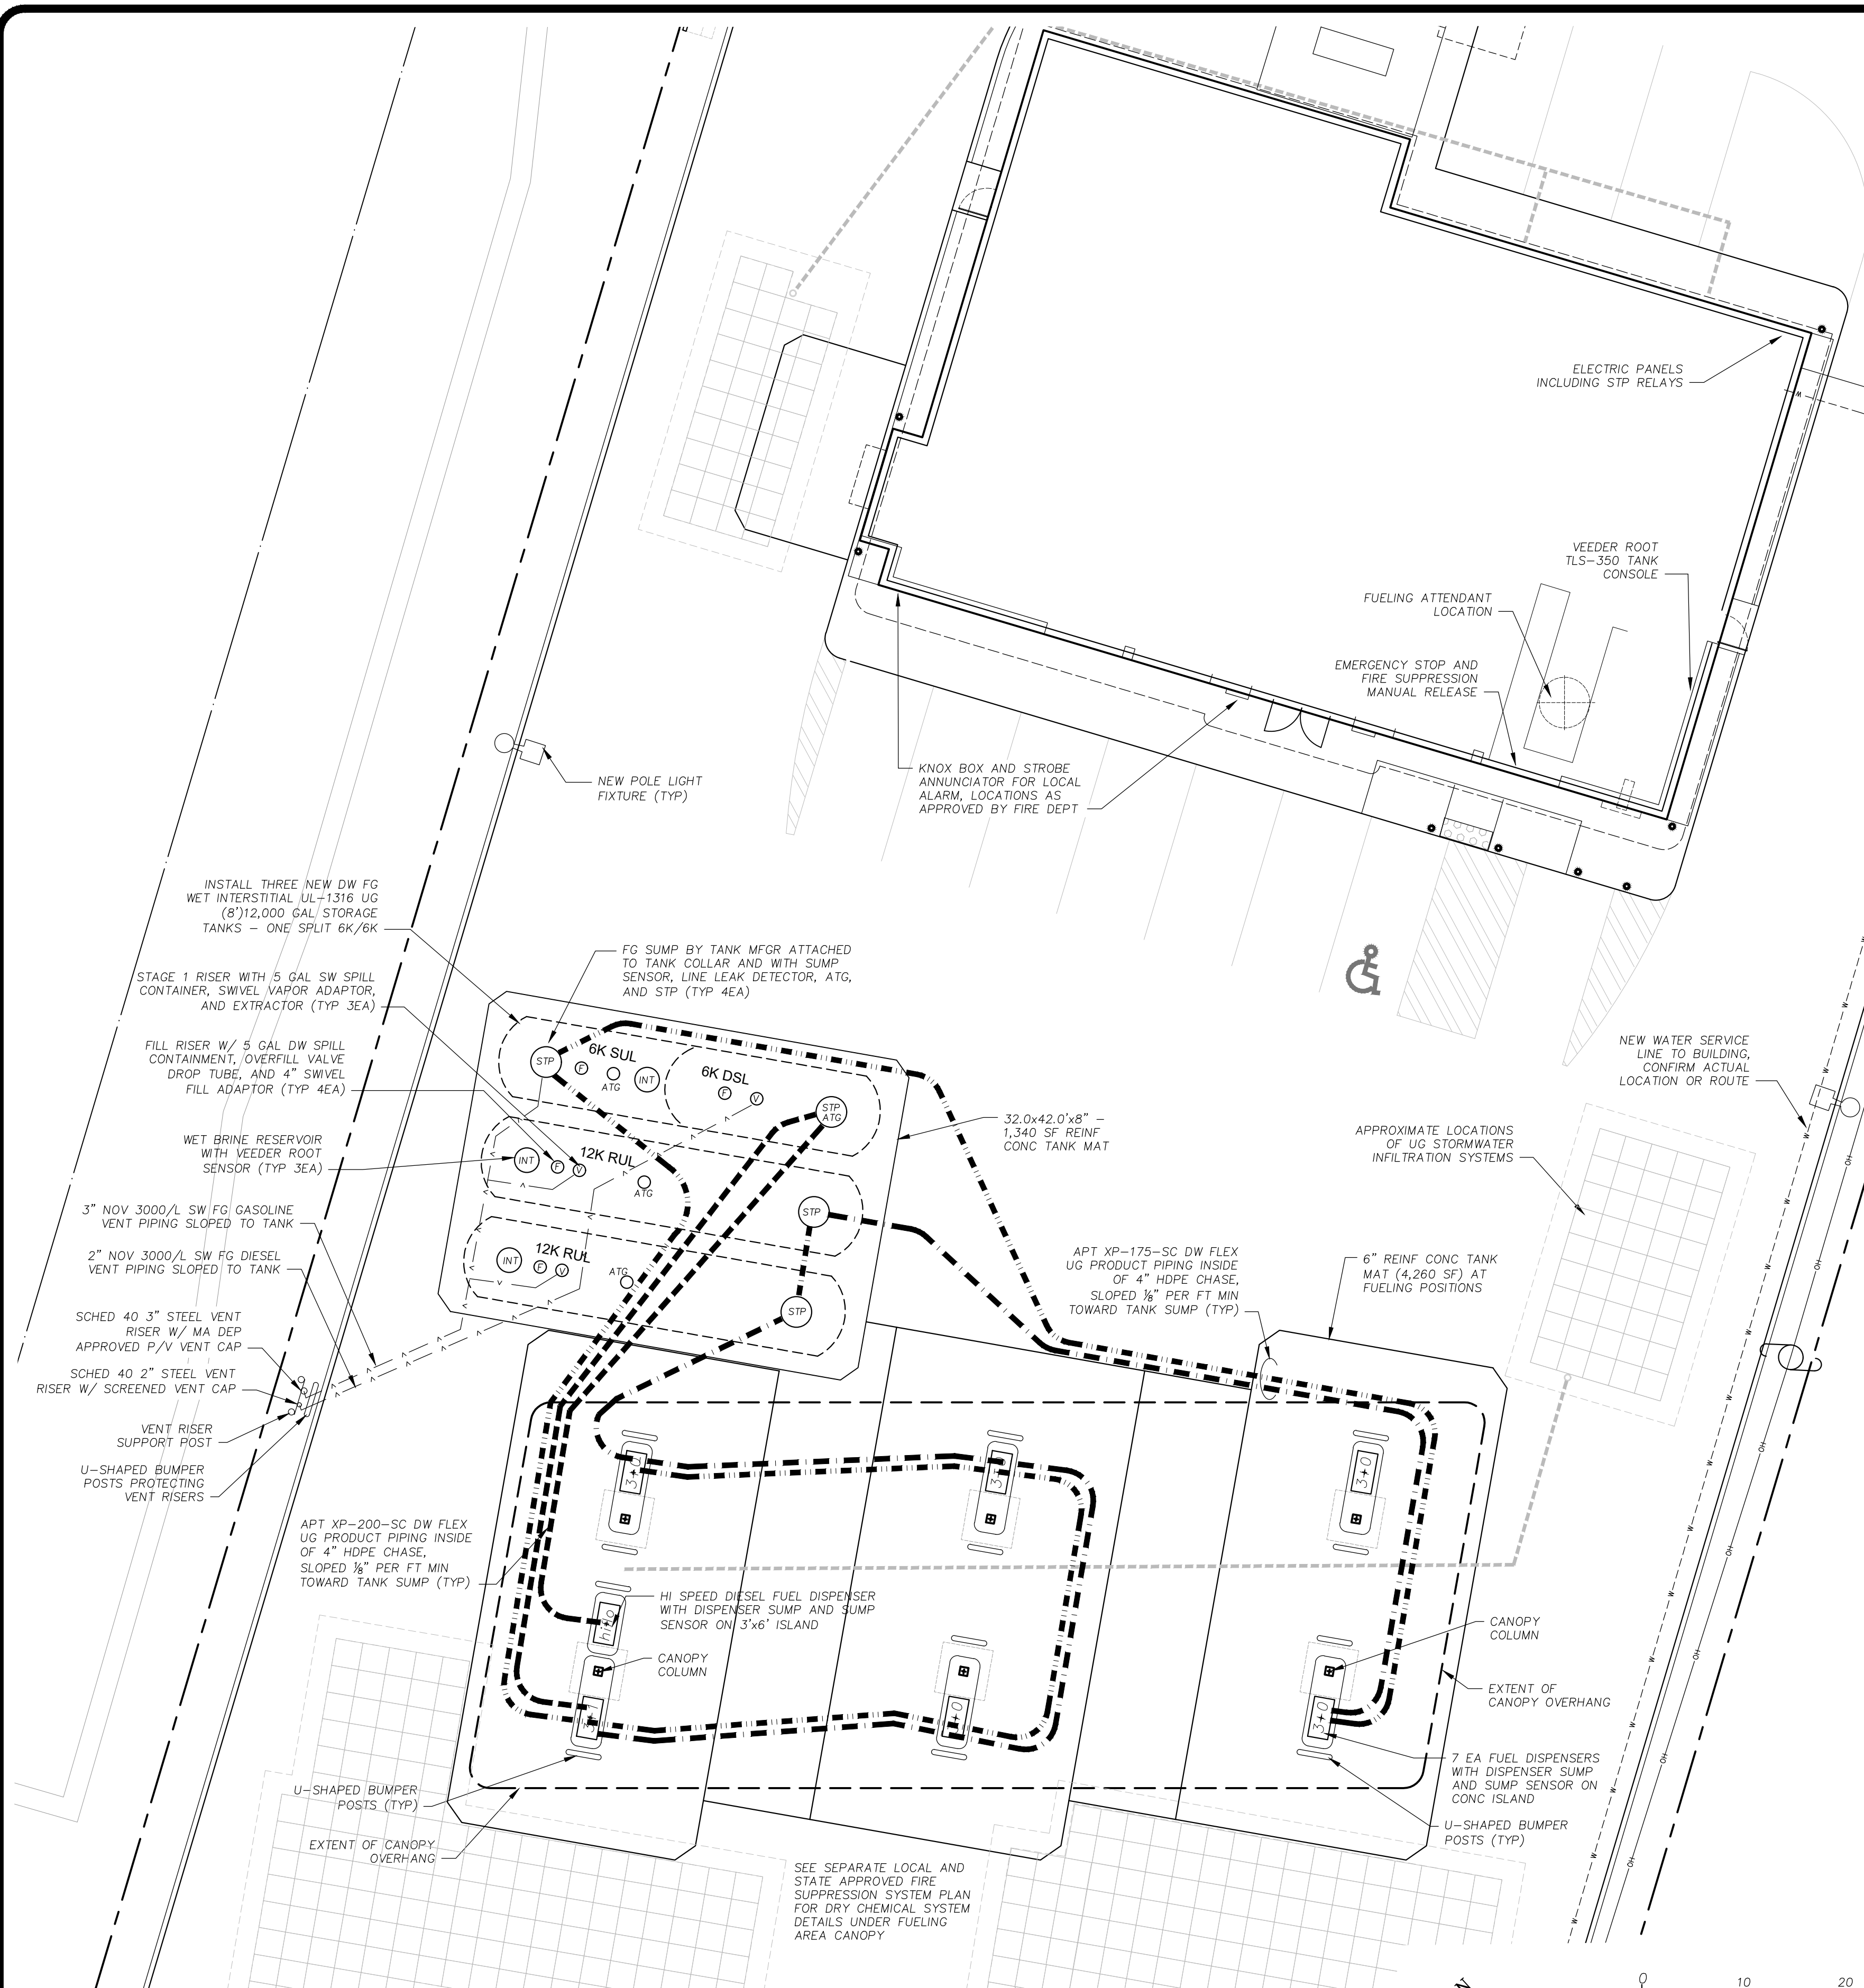 ELECTRIC PANELS
INCLUDING STP RELAYS
W
VEEDER ROOT
TLS-350 TANK
CONSOLE
FUELING ATTENDANT
LOCATION
EMERGENCY STOP AND
FIRE SUPPRESSION
MANUAL RELEASE
KNOX BOX AND STROBE
ANNUNCIATOR FOR LOCAL
ALARM, LOCATIONS AS
APPROVED BY FIRE DEPT
NEW POLE LIGHT
FIXTURE (TYP)
INSTALL THREE NEW DW FG
WET INTERSTITIAL UL-1316 UG
(8')12,000 GAL STORAGE
TANKS - ONE SPLIT 6K/6K
STAGE 1 RISER WITH 5 GAL SW SPILL
CONTAINER, SWIVEL VAPOR ADAPTOR,
AND EXTRACTOR (TYP 3EA)
FILL RISER W/ 5 GAL DW SPILL
CONTAINMENT, OVERFILL VALVE
DROP TUBE, AND 4" SWIVEL
FILL ADAPTOR (TYP 4EA)
WET BRINE RESERVOIR
WITH VEEDER ROOT
SENSOR (TYP 3EA)
3" NOV 3000/L SW FG GASOLINE
VENT PIPING SLOPED TO TANK
2" NOV 3000/L SW FG DIESEL
VENT PIPING SLOPED TO TANK
SCHED 40 3" STEEL VENT
RISER W/ MA DEP
APPROVED P/V VENT CAP
SCHED 40 2" STEEL VENT
RISER W/ SCREENED VENT CAP
VENT RISER
SUPPORT POST
U-SHAPED BUMPER
POSTS PROTECTING
VENT RISERS
FG SUMP BY TANK MFGR ATTACHED
TO TANK COLLAR AND WITH SUMP
SENSOR, LINE LEAK DETECTOR, ATG,
AND STP (TYP 4EA)
STP
6K SUL
F
ATG
INT
6K DSL
F
V
STP
ATG
INT
F
V
12K RUL
ATG
STP
INT
F
V
12K RUL
ATG
STP
32.0x42.0'x8" -
1,340 SF REINF
CONC TANK MAT
NEW WATER SERVICE
LINE TO BUILDING,
CONFIRM ACTUAL
LOCATION OR ROUTE
APPROXIMATE LOCATIONS
OF UG STORMWATER
INFILTRATION SYSTEMS
APT XP-175-SC DW FLEX
UG PRODUCT PIPING INSIDE
OF 4" HDPE CHASE,
SLOPED ⅛" PER FT MIN
TOWARD TANK SUMP (TYP)
6" REINF CONC TANK
MAT (4,260 SF) AT
FUELING POSITIONS
3+0
3+0
3+0
APT XP-200-SC DW FLEX
UG PRODUCT PIPING INSIDE
OF 4" HDPE CHASE,
SLOPED ⅛" PER FT MIN
TOWARD TANK SUMP (TYP)
HI SPEED DIESEL FUEL DISPENSER
WITH DISPENSER SUMP AND SUMP
SENSOR ON 3'x6' ISLAND
CANOPY
COLUMN
3+0
3+0
CANOPY
COLUMN
EXTENT OF
CANOPY OVERHANG
7 EA FUEL DISPENSERS
WITH DISPENSER SUMP
AND SUMP SENSOR ON
CONC ISLAND
U-SHAPED BUMPER
POSTS (TYP)
U-SHAPED BUMPER
POSTS (TYP)
EXTENT OF CANOPY
OVERHANG
SEE SEPARATE LOCAL AND
STATE APPROVED FIRE
SUPPRESSION SYSTEM PLAN
FOR DRY CHEMICAL SYSTEM
DETAILS UNDER FUELING
AREA CANOPY
W
OH
N
0 10 20